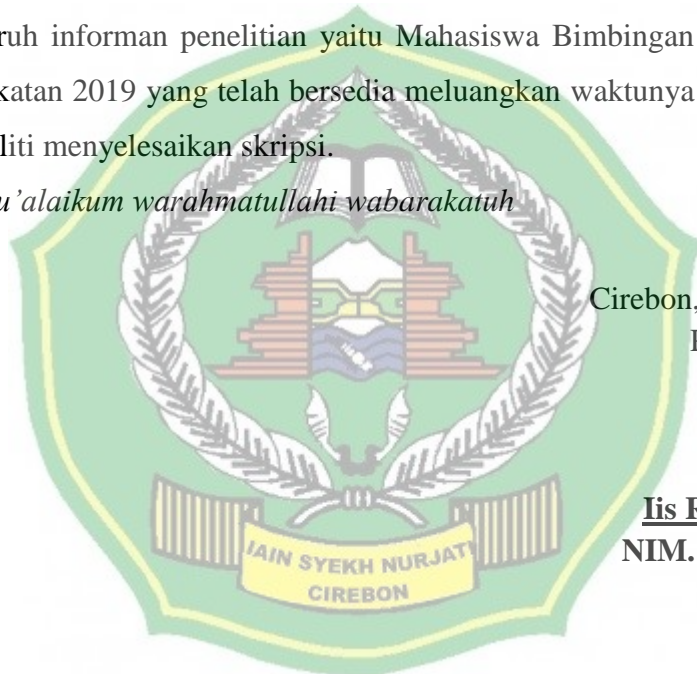 ruh informan penelitian yaitu Mahasiswa Bimbingan
katan 2019 yang telah bersedia meluangkan waktunya
liti menyelesaikan skripsi.
u’alaikum warahmatullahi wabarakatuh
Cirebon,
Iis R
NIM.
IAIN SYEKH NURJATI
CIREBON